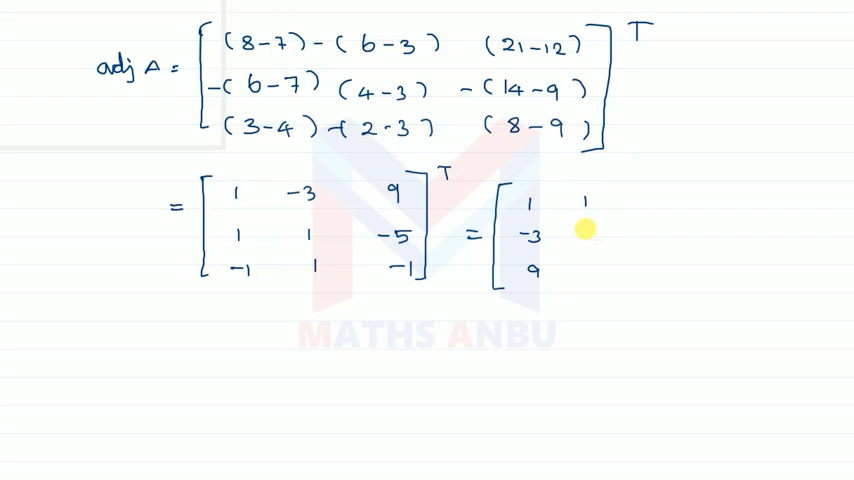 adj A = [ (8-7) -(6-3) (21-12) ] T
-(6-7) (4-3) -(14-9)
(3-4) -(2-3) (8-9)
= [ 1 -3 9 ] T = [ 1 1
1 1 -5 -3
-1 1 -1 9
MATHS ANBU